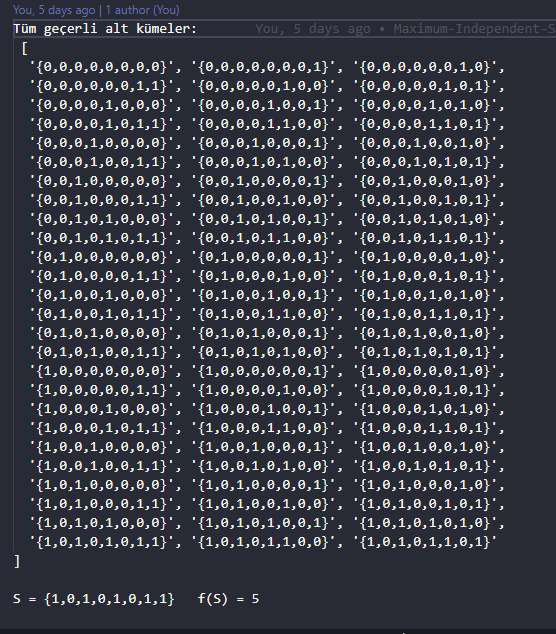 You, 5 days ago | 1 author (You)
Tüm geçerli alt kümeler: You, 5 days ago • Maximum-Independent-S
[
'{0,0,0,0,0,0,0,0}', '{0,0,0,0,0,0,0,1}', '{0,0,0,0,0,0,1,0}',
'{0,0,0,0,0,0,1,1}', '{0,0,0,0,0,1,0,0}', '{0,0,0,0,0,1,0,1}',
'{0,0,0,0,1,0,0,0}', '{0,0,0,0,1,0,0,1}', '{0,0,0,0,1,0,1,0}',
'{0,0,0,0,1,0,1,1}', '{0,0,0,0,1,1,0,0}', '{0,0,0,0,1,1,0,1}',
'{0,0,0,1,0,0,0,0}', '{0,0,0,1,0,0,0,1}', '{0,0,0,1,0,0,1,0}',
'{0,0,0,1,0,0,1,1}', '{0,0,0,1,0,1,0,0}', '{0,0,0,1,0,1,0,1}',
'{0,0,1,0,0,0,0,0}', '{0,0,1,0,0,0,0,1}', '{0,0,1,0,0,0,1,0}',
'{0,0,1,0,0,0,1,1}', '{0,0,1,0,0,1,0,0}', '{0,0,1,0,0,1,0,1}',
'{0,0,1,0,1,0,0,0}', '{0,0,1,0,1,0,0,1}', '{0,0,1,0,1,0,1,0}',
'{0,0,1,0,1,0,1,1}', '{0,0,1,0,1,1,0,0}', '{0,0,1,0,1,1,0,1}',
'{0,1,0,0,0,0,0,0}', '{0,1,0,0,0,0,0,1}', '{0,1,0,0,0,0,1,0}',
'{0,1,0,0,0,0,1,1}', '{0,1,0,0,0,1,0,0}', '{0,1,0,0,0,1,0,1}',
'{0,1,0,0,1,0,0,0}', '{0,1,0,0,1,0,0,1}', '{0,1,0,0,1,0,1,0}',
'{0,1,0,0,1,0,1,1}', '{0,1,0,0,1,1,0,0}', '{0,1,0,0,1,1,0,1}',
'{0,1,0,1,0,0,0,0}', '{0,1,0,1,0,0,0,1}', '{0,1,0,1,0,0,1,0}',
'{0,1,0,1,0,0,1,1}', '{0,1,0,1,0,1,0,0}', '{0,1,0,1,0,1,0,1}',
'{1,0,0,0,0,0,0,0}', '{1,0,0,0,0,0,0,1}', '{1,0,0,0,0,0,1,0}',
'{1,0,0,0,0,0,1,1}', '{1,0,0,0,0,1,0,0}', '{1,0,0,0,0,1,0,1}',
'{1,0,0,0,1,0,0,0}', '{1,0,0,0,1,0,0,1}', '{1,0,0,0,1,0,1,0}',
'{1,0,0,0,1,0,1,1}', '{1,0,0,0,1,1,0,0}', '{1,0,0,0,1,1,0,1}',
'{1,0,0,1,0,0,0,0}', '{1,0,0,1,0,0,0,1}', '{1,0,0,1,0,0,1,0}',
'{1,0,0,1,0,0,1,1}', '{1,0,0,1,0,1,0,0}', '{1,0,0,1,0,1,0,1}',
'{1,0,1,0,0,0,0,0}', '{1,0,1,0,0,0,0,1}', '{1,0,1,0,0,0,1,0}',
'{1,0,1,0,0,0,1,1}', '{1,0,1,0,0,1,0,0}', '{1,0,1,0,0,1,0,1}',
'{1,0,1,0,1,0,0,0}', '{1,0,1,0,1,0,0,1}', '{1,0,1,0,1,0,1,0}',
'{1,0,1,0,1,0,1,1}', '{1,0,1,0,1,1,0,0}', '{1,0,1,0,1,1,0,1}'
]
S = {1,0,1,0,1,0,1,1} f(S) = 5